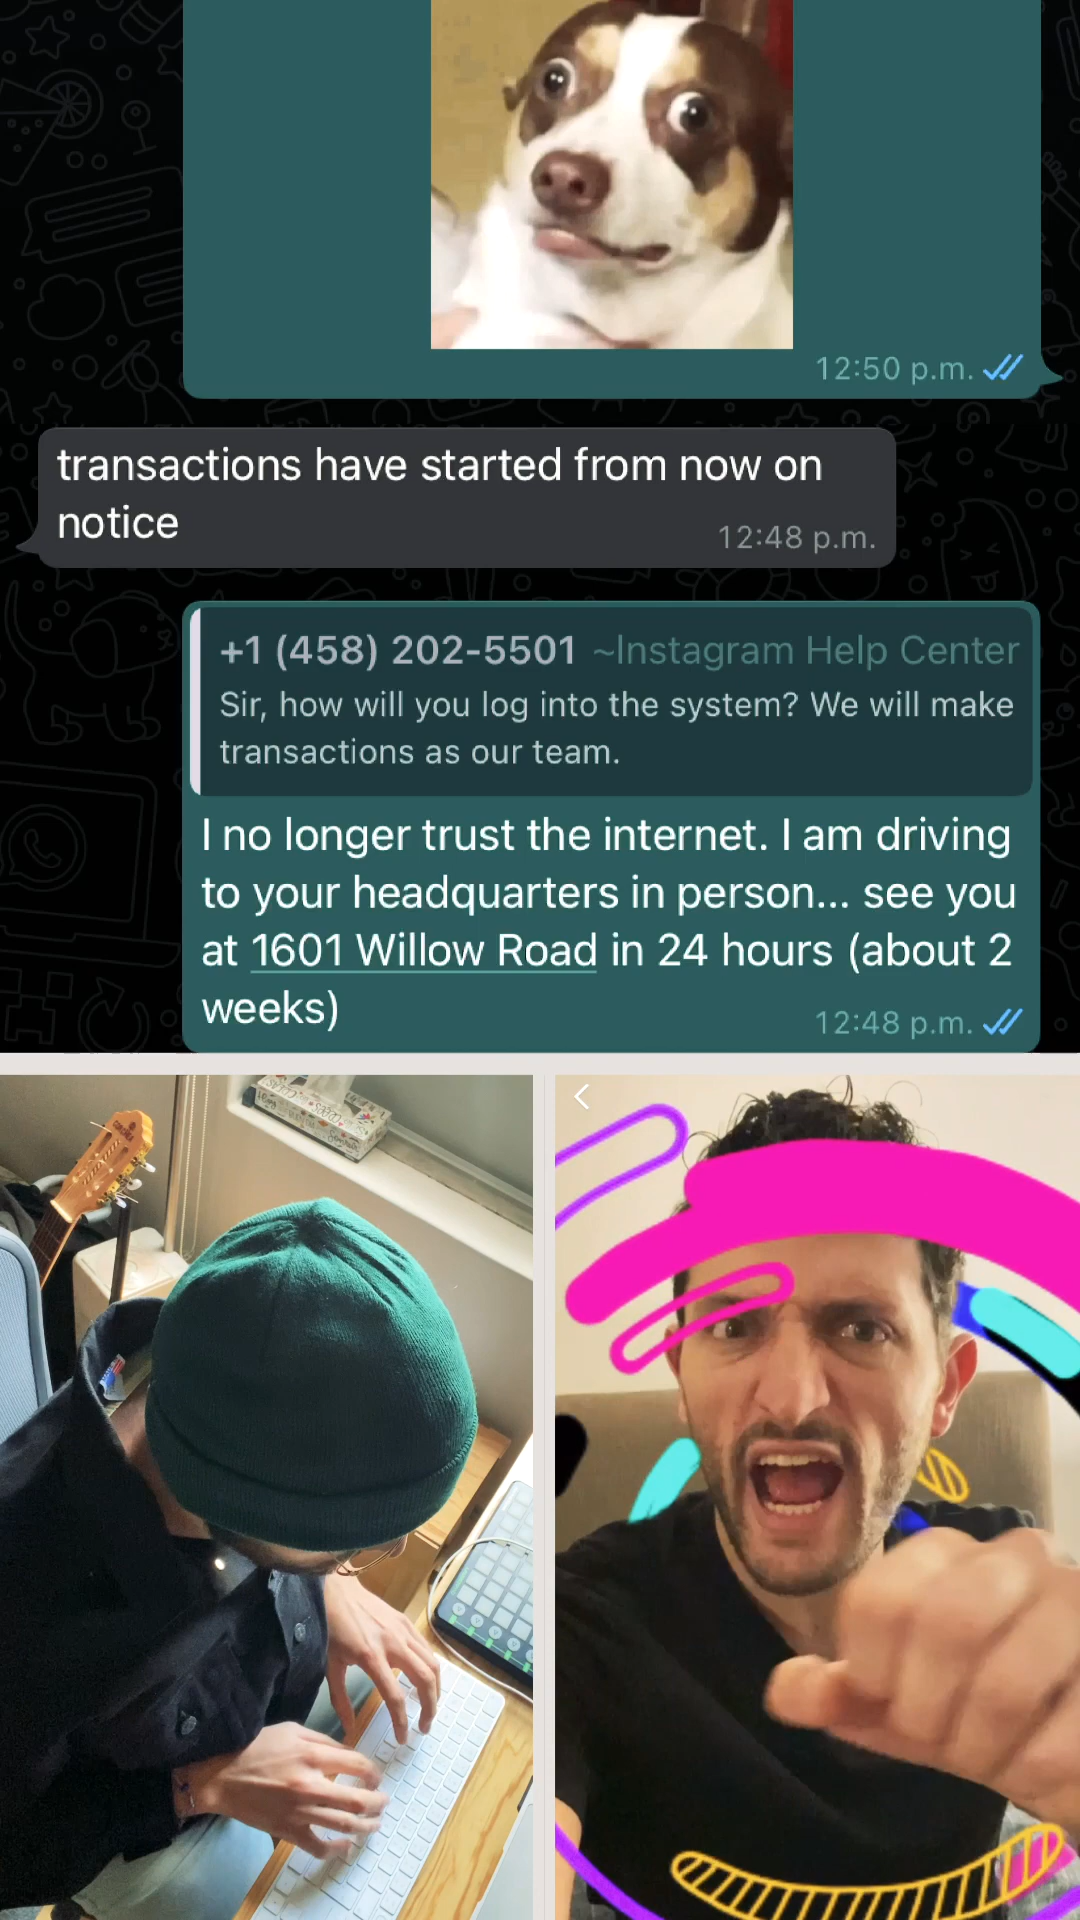 12:50 p.m.
transactions have started from now on
notice
12:48 p.m.
+1 (458) 202-5501 ~Instagram Help Center
Sir, how will you log into the system? We will make
transactions as our team.
I no longer trust the internet. I am driving
to your headquarters in person... see you
at 1601 Willow Road in 24 hours (about 2
weeks)
12:48 p.m.